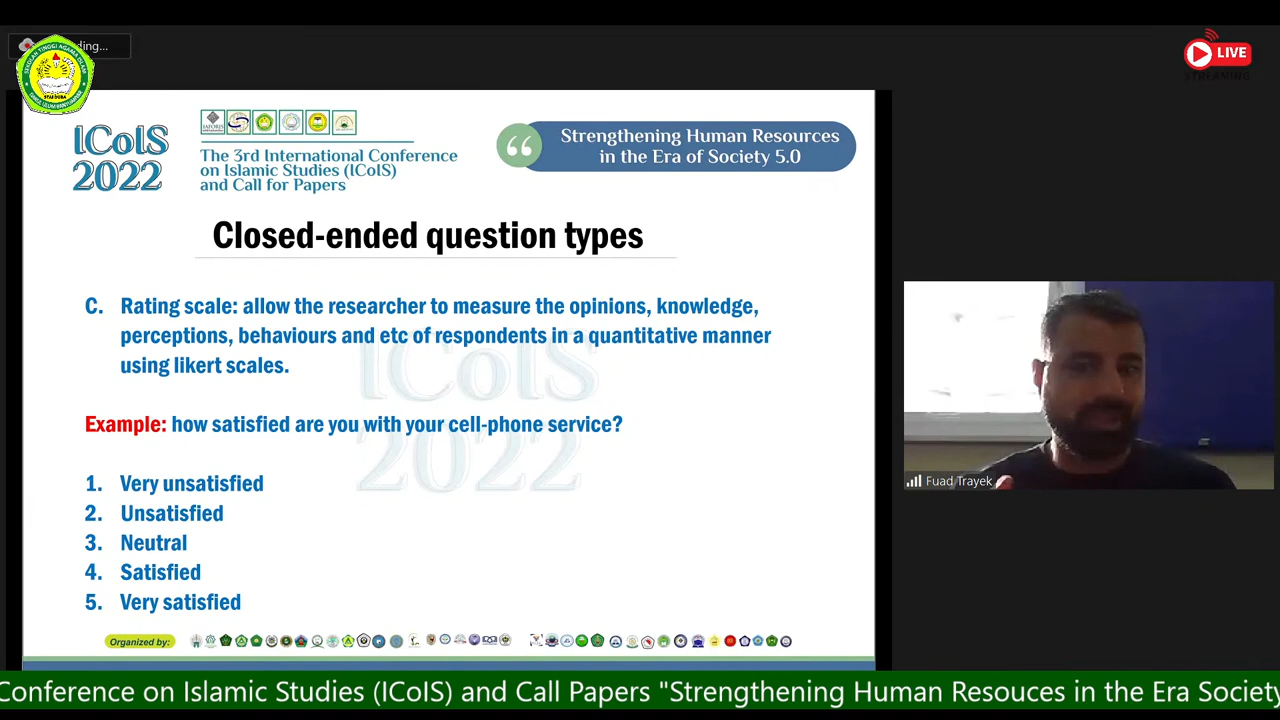 ding...
LIVE
STREAMING
ICoIS
2022
The 3rd International Conference
on Islamic Studies (ICoIS)
and Call for Papers
Strengthening Human Resources
in the Era of Society 5.0
Closed-ended question types
C. Rating scale: allow the researcher to measure the opinions, knowledge,
perceptions, behaviours and etc of respondents in a quantitative manner
using likert scales.
ICoIS
2022
Example: how satisfied are you with your cell-phone service?
1. Very unsatisfied
2. Unsatisfied
3. Neutral
4. Satisfied
5. Very satisfied
Fuad Trayek
Organized by:
Conference on Islamic Studies (ICoIS) and Call Papers "Strengthening Human Resouces in the Era Society